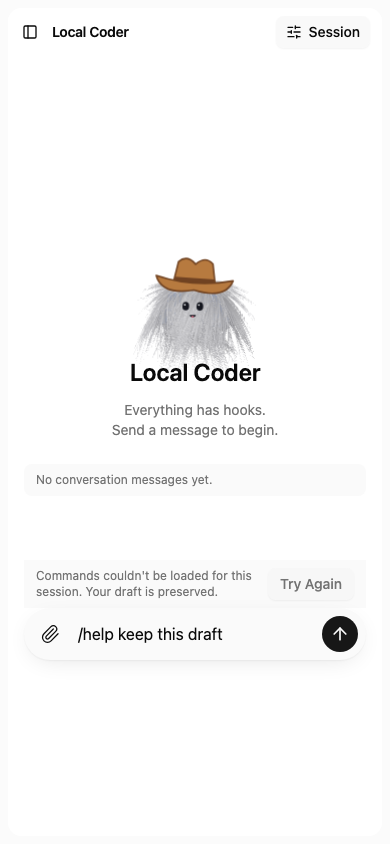 Local Coder
Session
Local Coder
Everything has hooks.
Send a message to begin.
No conversation messages yet.
Commands couldn't be loaded for this
session. Your draft is preserved.
Try Again
/help keep this draft